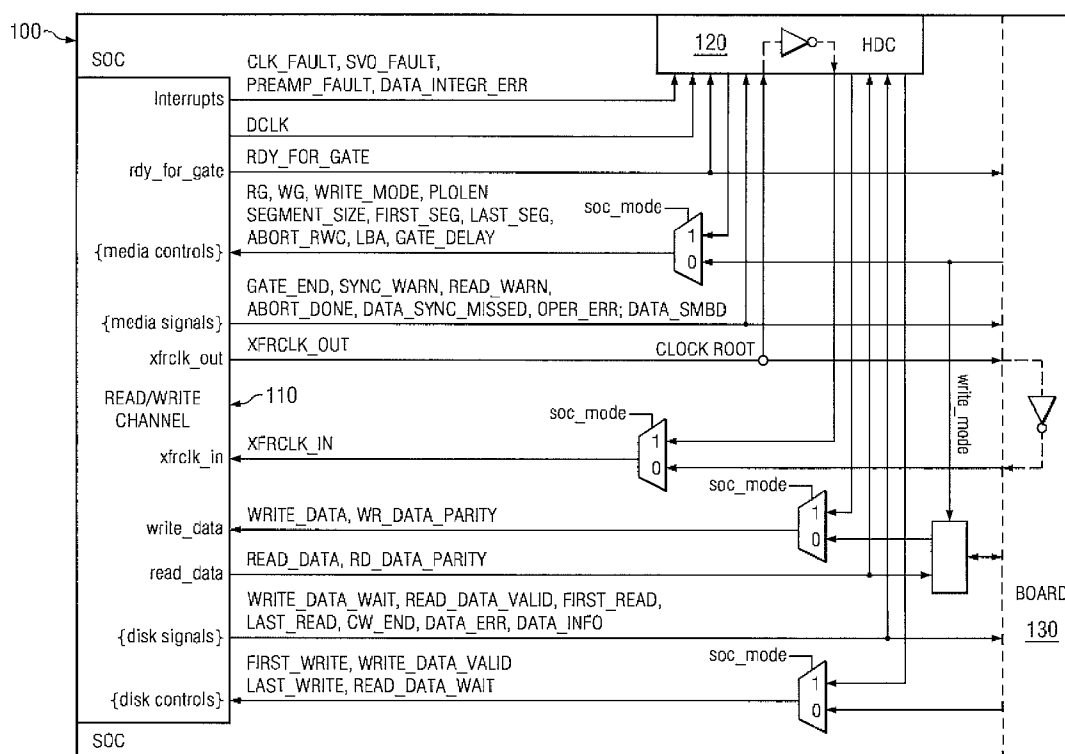 100
SOC
120
HDC
CLK_FAULT, SVO_FAULT,
PREAMP_FAULT, DATA_INTEGR_ERR
Interrupts
DCLK
RDY_FOR_GATE
rdy_for_gate
RG, WG, WRITE_MODE, PLOLEN
SEGMENT_SIZE, FIRST_SEG, LAST_SEG,
ABORT_RWC, LBA, GATE_DELAY
soc_mode
1
0
{media controls}
GATE_END, SYNC_WARN, READ_WARN,
ABORT_DONE, DATA_SYNC_MISSED, OPER_ERR; DATA_SMBD
{media signals}
XFRCLK_OUT
xfrclk_out
CLOCK ROOT
write_mode
READ/WRITE
CHANNEL
110
soc_mode
1
0
XFRCLK_IN
xfrclk_in
soc_mode
1
0
WRITE_DATA, WR_DATA_PARITY
write_data
READ_DATA, RD_DATA_PARITY
read_data
WRITE_DATA_WAIT, READ_DATA_VALID, FIRST_READ,
LAST_READ, CW_END, DATA_ERR, DATA_INFO
{disk signals}
BOARD
130
FIRST_WRITE, WRITE_DATA_VALID
LAST_WRITE, READ_DATA_WAIT
soc_mode
1
0
{disk controls}
SOC